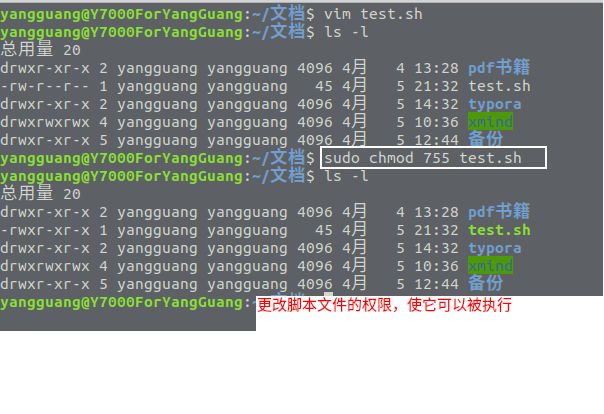 yangguang@Y7000ForYangGuang:~/文档$ vim test.sh
yangguang@Y7000ForYangGuang:~/文档$ ls -l
总用量 20
drwxr-xr-x 2 yangguang yangguang 4096 4月   4 13:28 pdf书籍
-rw-r--r-- 1 yangguang yangguang   45 4月   5 21:32 test.sh
drwxr-xr-x 2 yangguang yangguang 4096 4月   5 14:32 typora
drwxrwxrwx 4 yangguang yangguang 4096 4月   5 10:36 xmind
drwxr-xr-x 5 yangguang yangguang 4096 4月   5 12:44 备份
yangguang@Y7000ForYangGuang:~/文档$ sudo chmod 755 test.sh
yangguang@Y7000ForYangGuang:~/文档$ ls -l
总用量 20
drwxr-xr-x 2 yangguang yangguang 4096 4月   4 13:28 pdf书籍
-rwxr-xr-x 1 yangguang yangguang   45 4月   5 21:32 test.sh
drwxr-xr-x 2 yangguang yangguang 4096 4月   5 14:32 typora
drwxrwxrwx 4 yangguang yangguang 4096 4月   5 10:36 xmind
drwxr-xr-x 5 yangguang yangguang 4096 4月   5 12:44 备份
yangguang@Y7000ForYangGuang:
更改脚本文件的权限，使它可以被执行